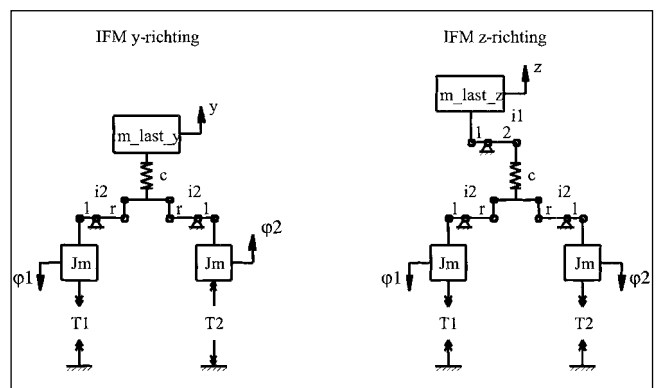 IFM y-richting
IFM z-richting
y
m_last_y
c
i2
i2
1
r
r
1
Jm
Jm
φ1
φ2
T1
T2
z
m_last_z
i1
1
2
c
i2
i2
1
r
r
1
Jm
Jm
φ1
φ2
T1
T2